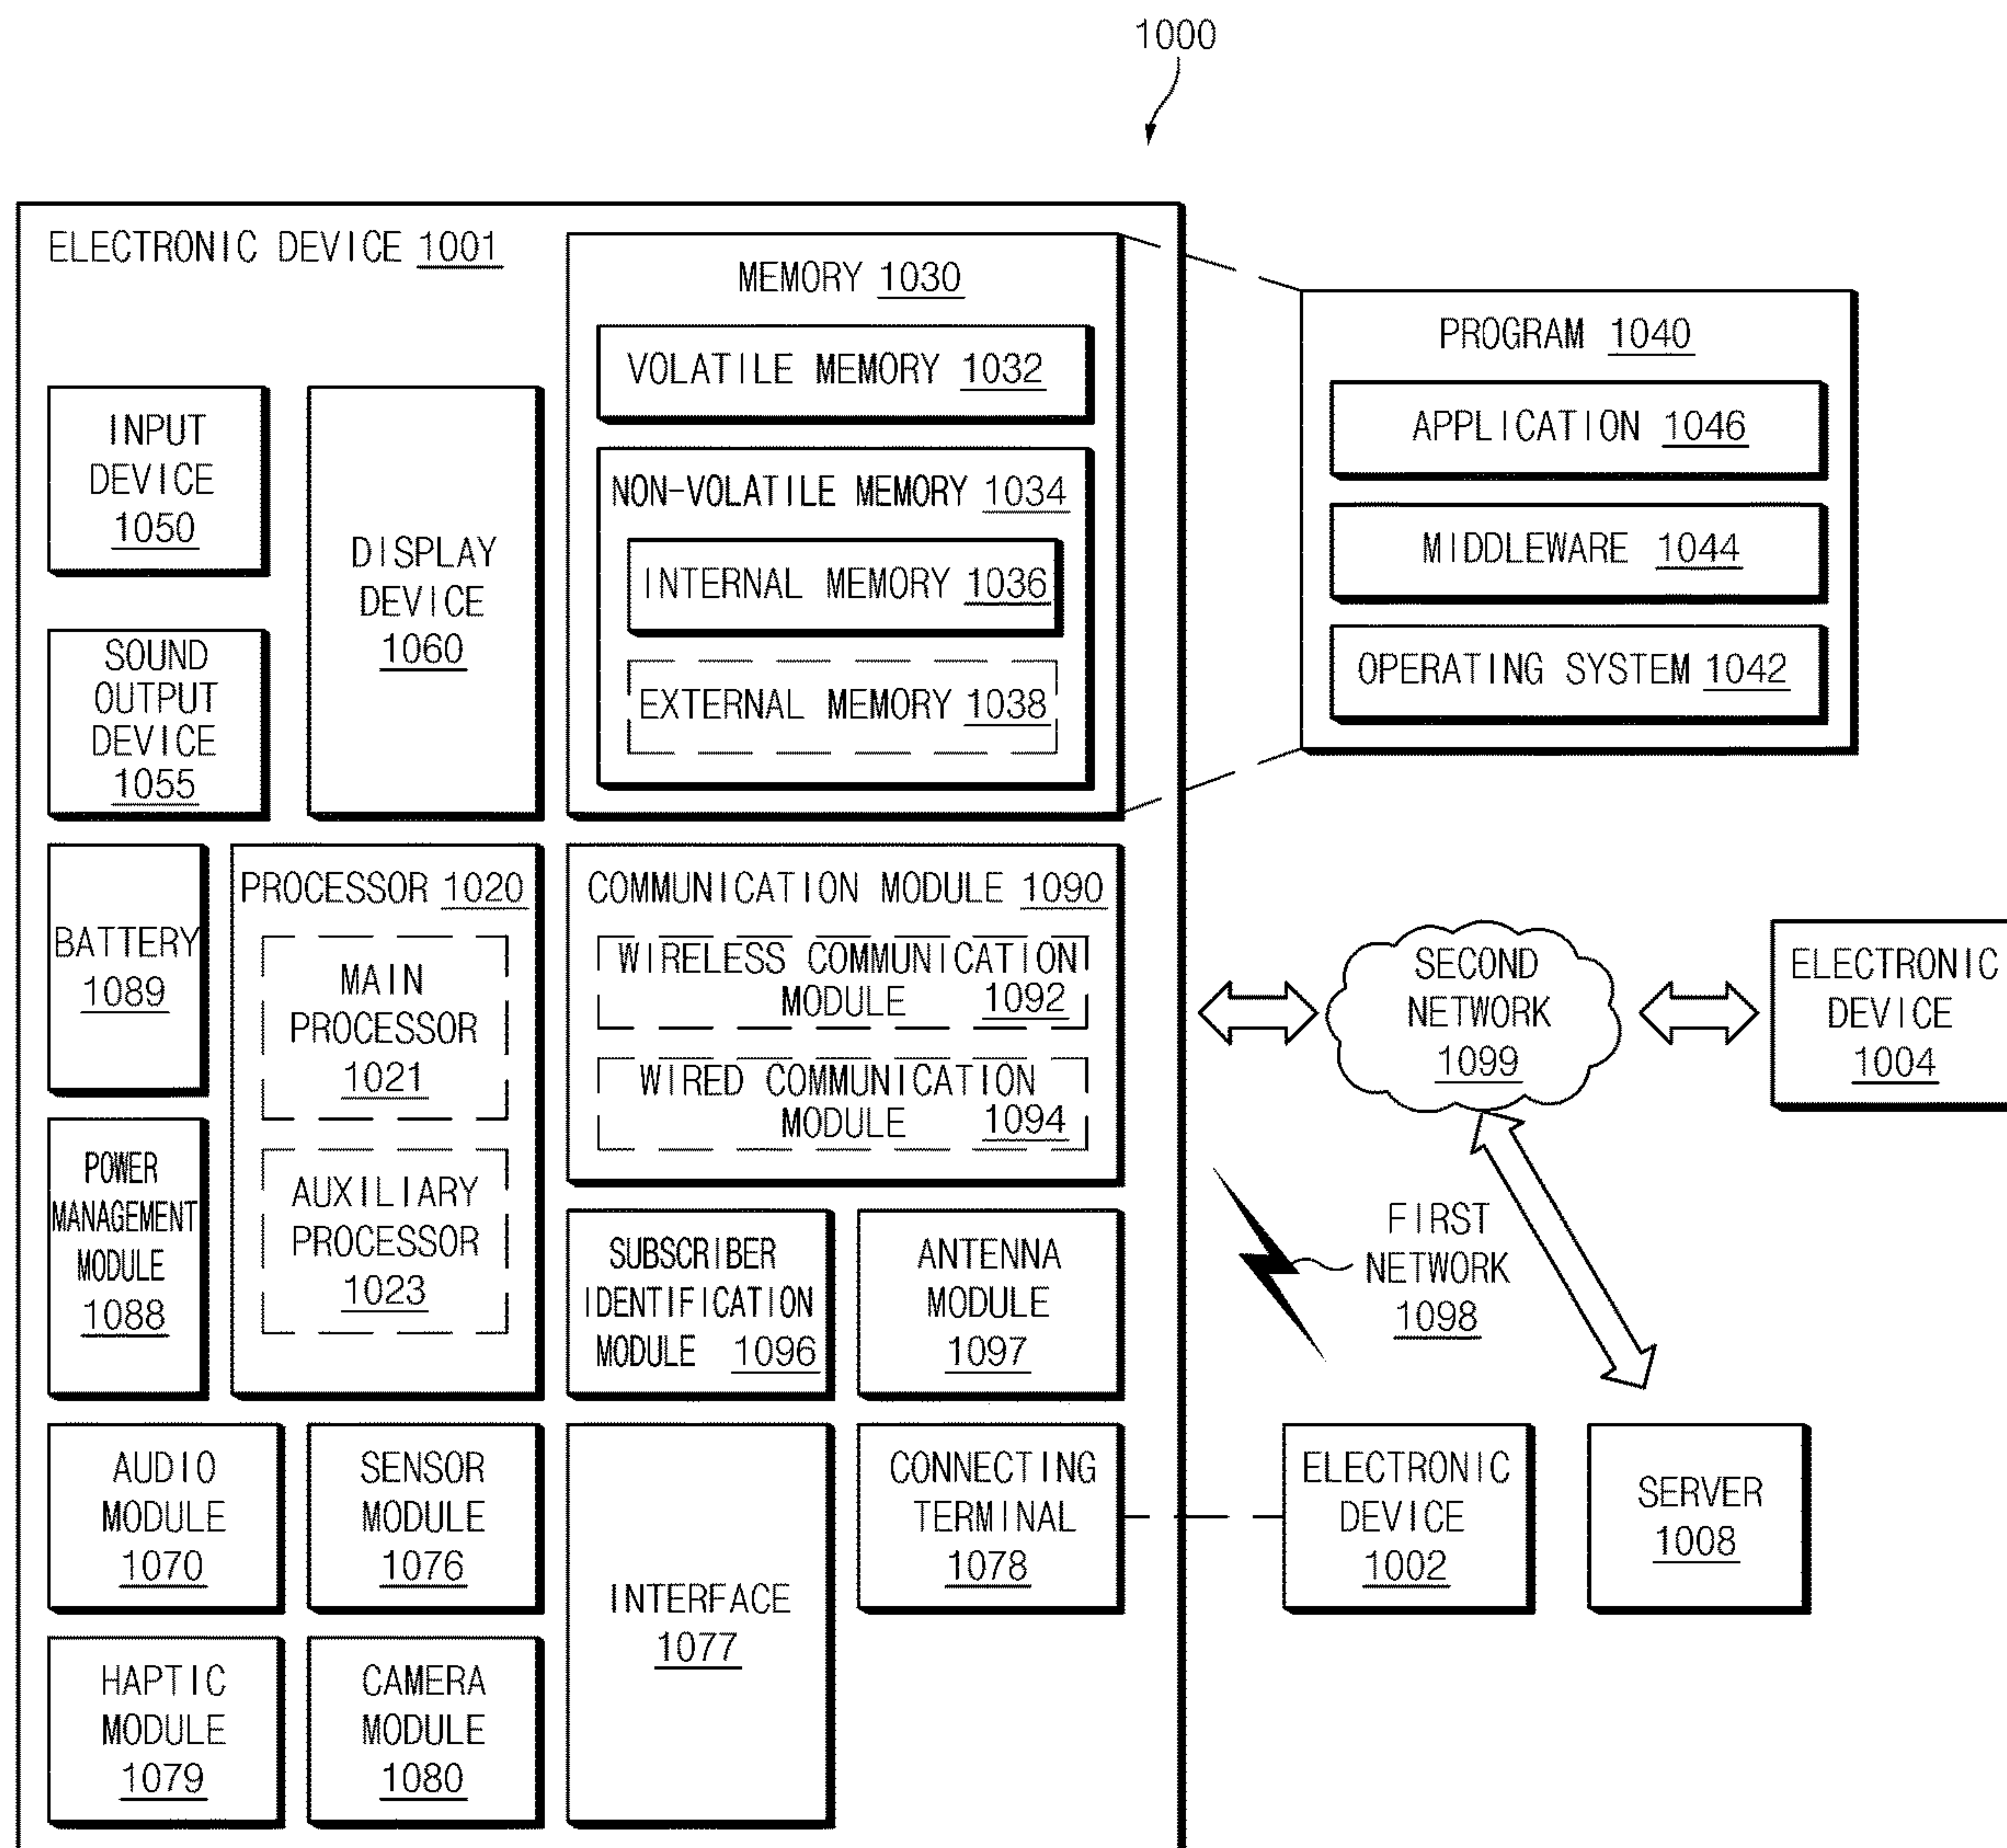 1000
ELECTRONIC DEVICE 1001
INPUT
DEVICE
1050
SOUND
OUTPUT
DEVICE
1055
DISPLAY
DEVICE
1060
MEMORY 1030
VOLATILE MEMORY 1032
NON-VOLATILE MEMORY 1034
INTERNAL MEMORY 1036
EXTERNAL MEMORY 1038
PROGRAM 1040
APPLICATION 1046
MIDDLEWARE 1044
OPERATING SYSTEM 1042
BATTERY
1089
POWER
MANAGEMENT
MODULE
1088
PROCESSOR 1020
MAIN
PROCESSOR
1021
AUXILIARY
PROCESSOR
1023
COMMUNICATION MODULE 1090
WIRELESS COMMUNICATION
MODULE 1092
WIRED COMMUNICATION
MODULE 1094
SUBSCRIBER
IDENTIFICATION
MODULE 1096
ANTENNA
MODULE
1097
SECOND
NETWORK
1099
ELECTRONIC
DEVICE
1004
FIRST
NETWORK
1098
AUDIO
MODULE
1070
SENSOR
MODULE
1076
INTERFACE
1077
CONNECTING
TERMINAL
1078
ELECTRONIC
DEVICE
1002
SERVER
1008
HAPTIC
MODULE
1079
CAMERA
MODULE
1080